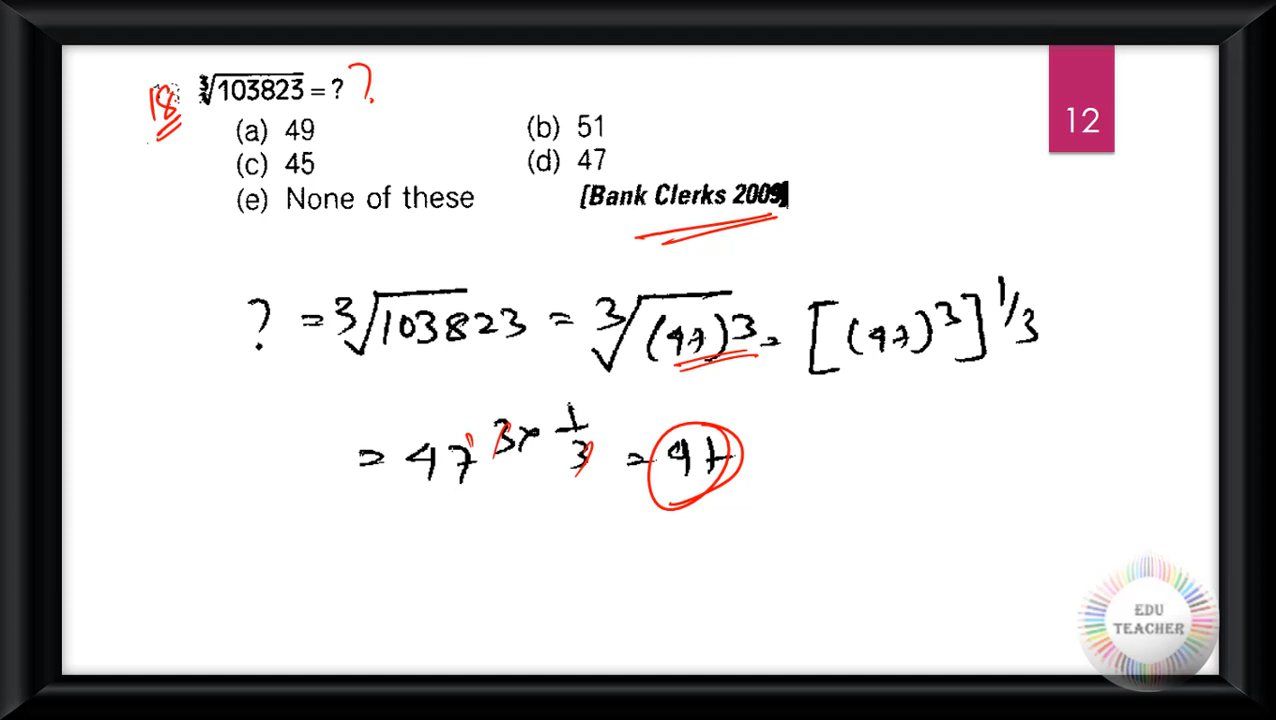 12
18 ∛103823 = ? ?
(a) 49 (b) 51
(c) 45 (d) 47
(e) None of these [Bank Clerks 2009]
? = ∛103823 = ∛(47)³ = [(47)³]^1/3
= 47^3×1/3 = 47
EDU
TEACHER